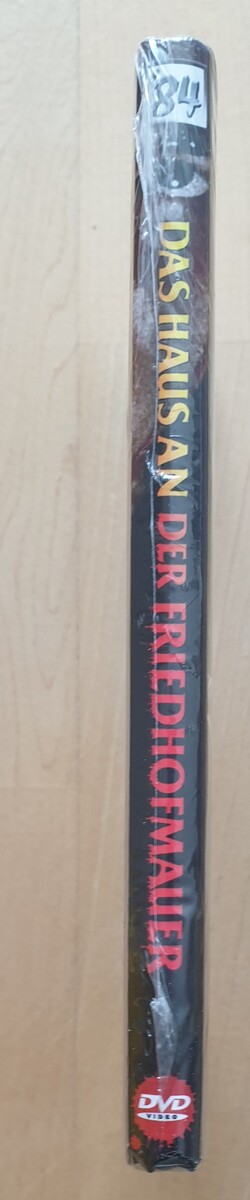 84
DAS HAUS AN DER FRIEDHOFMAUER
DVD
VIDEO